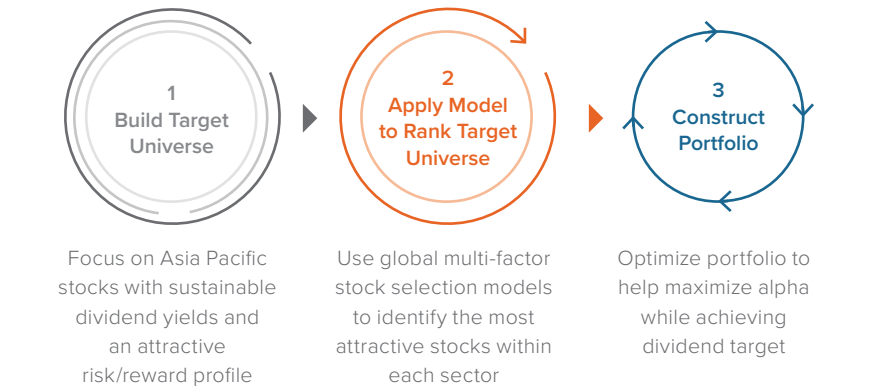 1
Build Target
Universe
Focus on Asia Pacific
stocks with sustainable
dividend yields and
an attractive
risk/reward profile
2
Apply Model
to Rank Target
Universe
Use global multi-factor
stock selection models
to identify the most
attractive stocks within
each sector
3
Construct
Portfolio
Optimize portfolio to
help maximize alpha
while achieving
dividend target